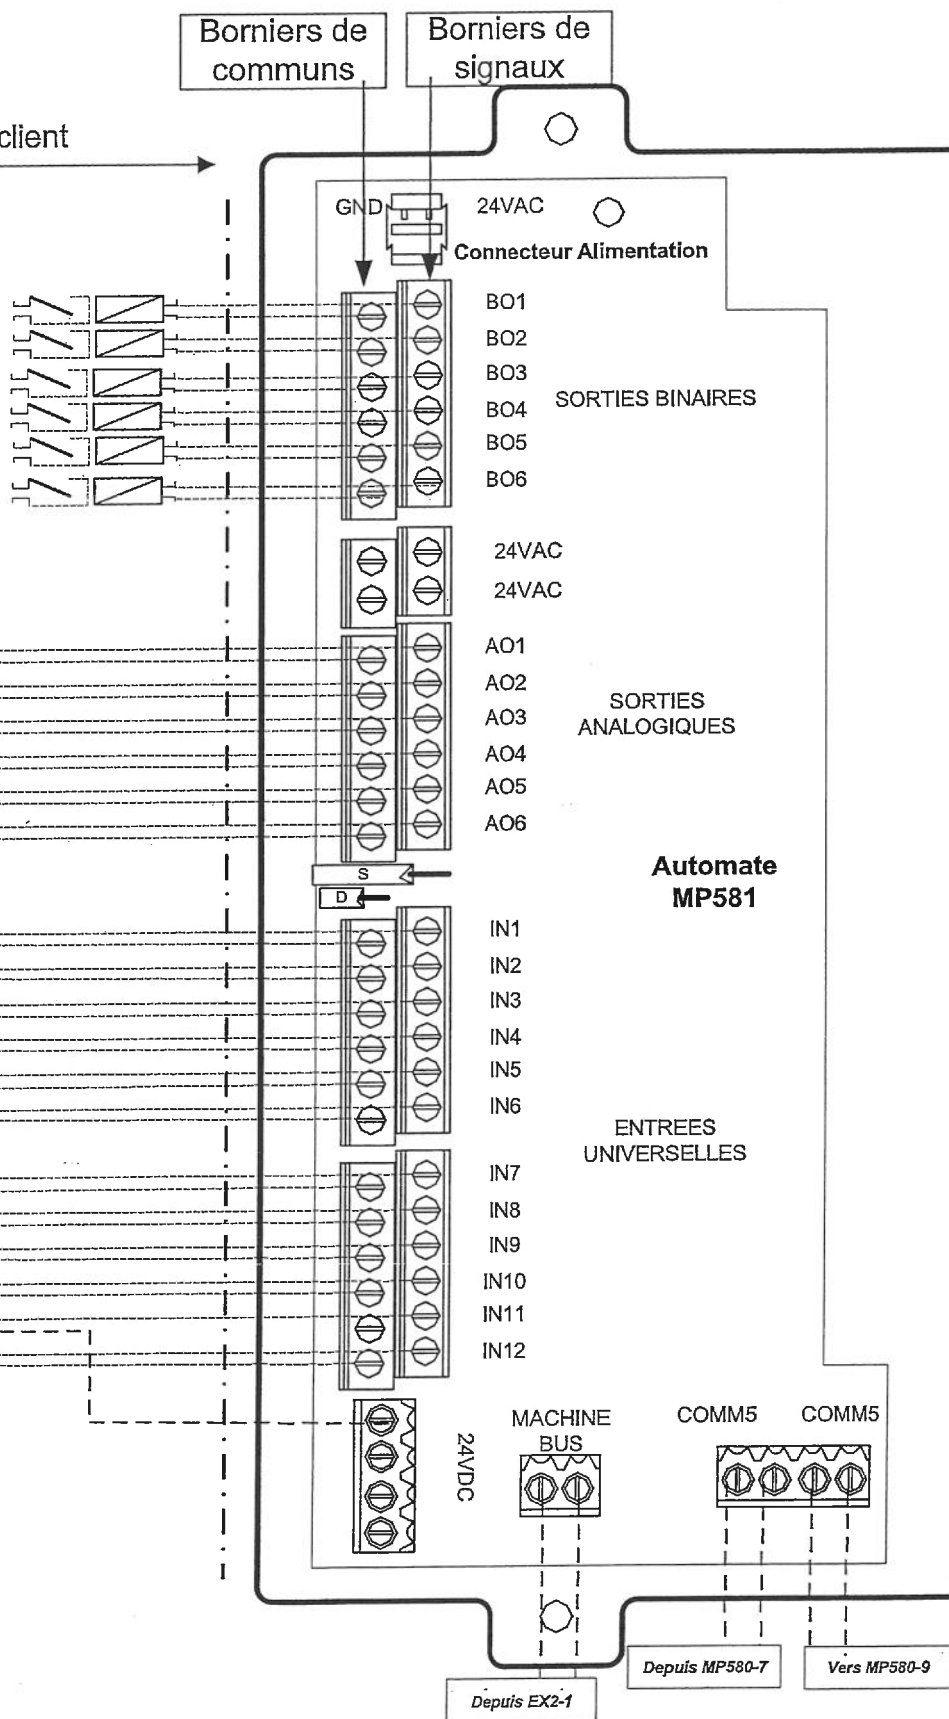 Borniers de
communs
Borniers de
signaux
client
GND
24VAC
Connecteur Alimentation
BO1
BO2
BO3
BO4
BO5
BO6
SORTIES BINAIRES
24VAC
24VAC
AO1
AO2
AO3
AO4
AO5
AO6
SORTIES
ANALOGIQUES
S
D
Automate
MP581
IN1
IN2
IN3
IN4
IN5
IN6
ENTREES
UNIVERSELLES
IN7
IN8
IN9
IN10
IN11
IN12
24VDC
MACHINE
BUS
COMM5
COMM5
Depuis MP580-7
Vers MP580-9
Depuis EX2-1